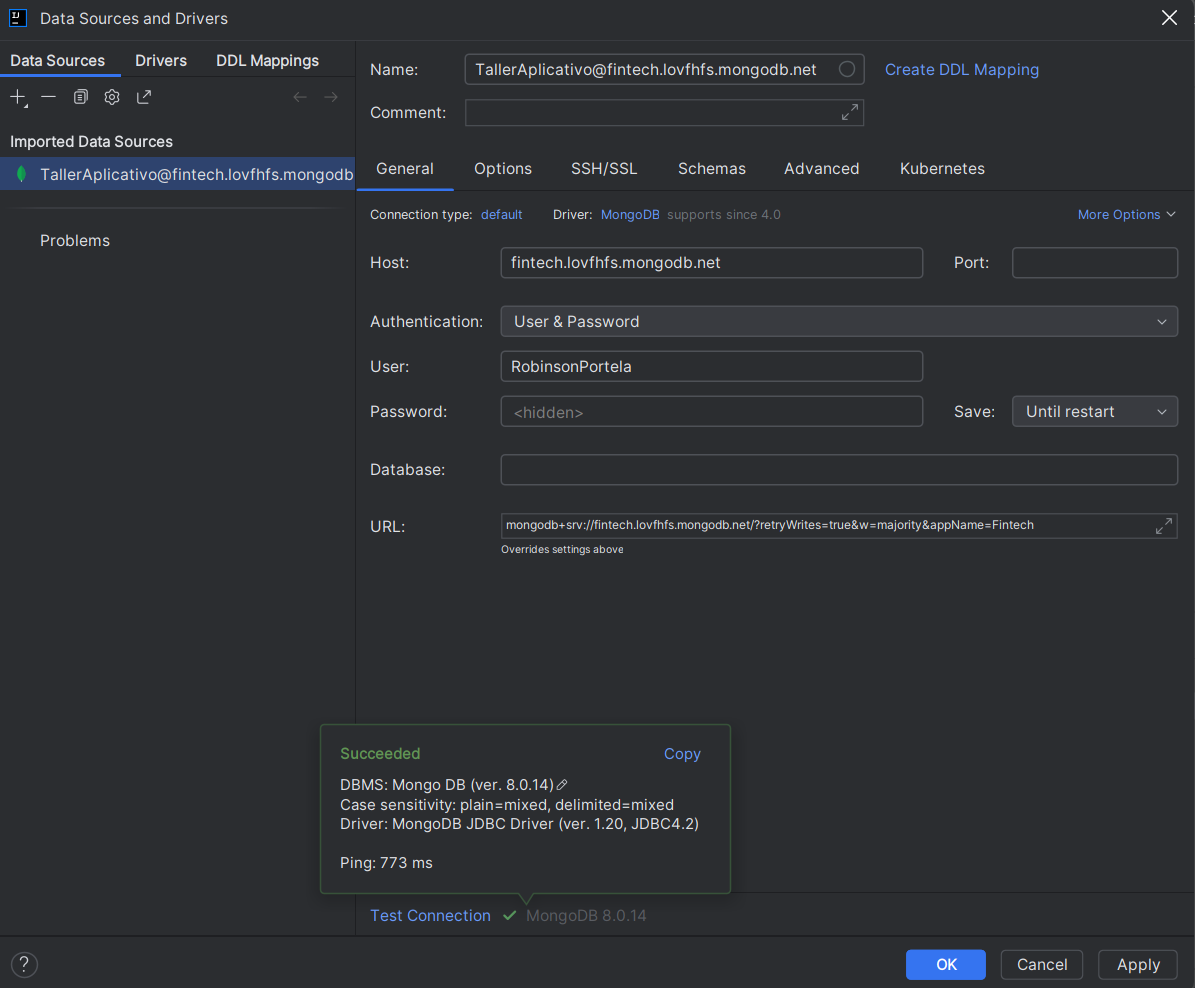 Data Sources and Drivers
Data Sources Drivers DDL Mappings
Imported Data Sources
TallerAplicativo@fintech.lovfhfs.mongodb
Problems
Name: TallerAplicativo@fintech.lovfhfs.mongodb.net Create DDL Mapping
Comment:
General Options SSH/SSL Schemas Advanced Kubernetes
Connection type: default Driver: MongoDB supports since 4.0 More Options
Host: fintech.lovfhfs.mongodb.net Port:
Authentication: User & Password
User: RobinsonPortela
Password: <hidden> Save: Until restart
Database:
URL: mongodb+srv://fintech.lovfhfs.mongodb.net/?retryWrites=true&w=majority&appName=Fintech
Overrides settings above
Succeeded Copy
DBMS: Mongo DB (ver. 8.0.14)
Case sensitivity: plain=mixed, delimited=mixed
Driver: MongoDB JDBC Driver (ver. 1.20, JDBC4.2)
Ping: 773 ms
Test Connection MongoDB 8.0.14
? OK Cancel Apply